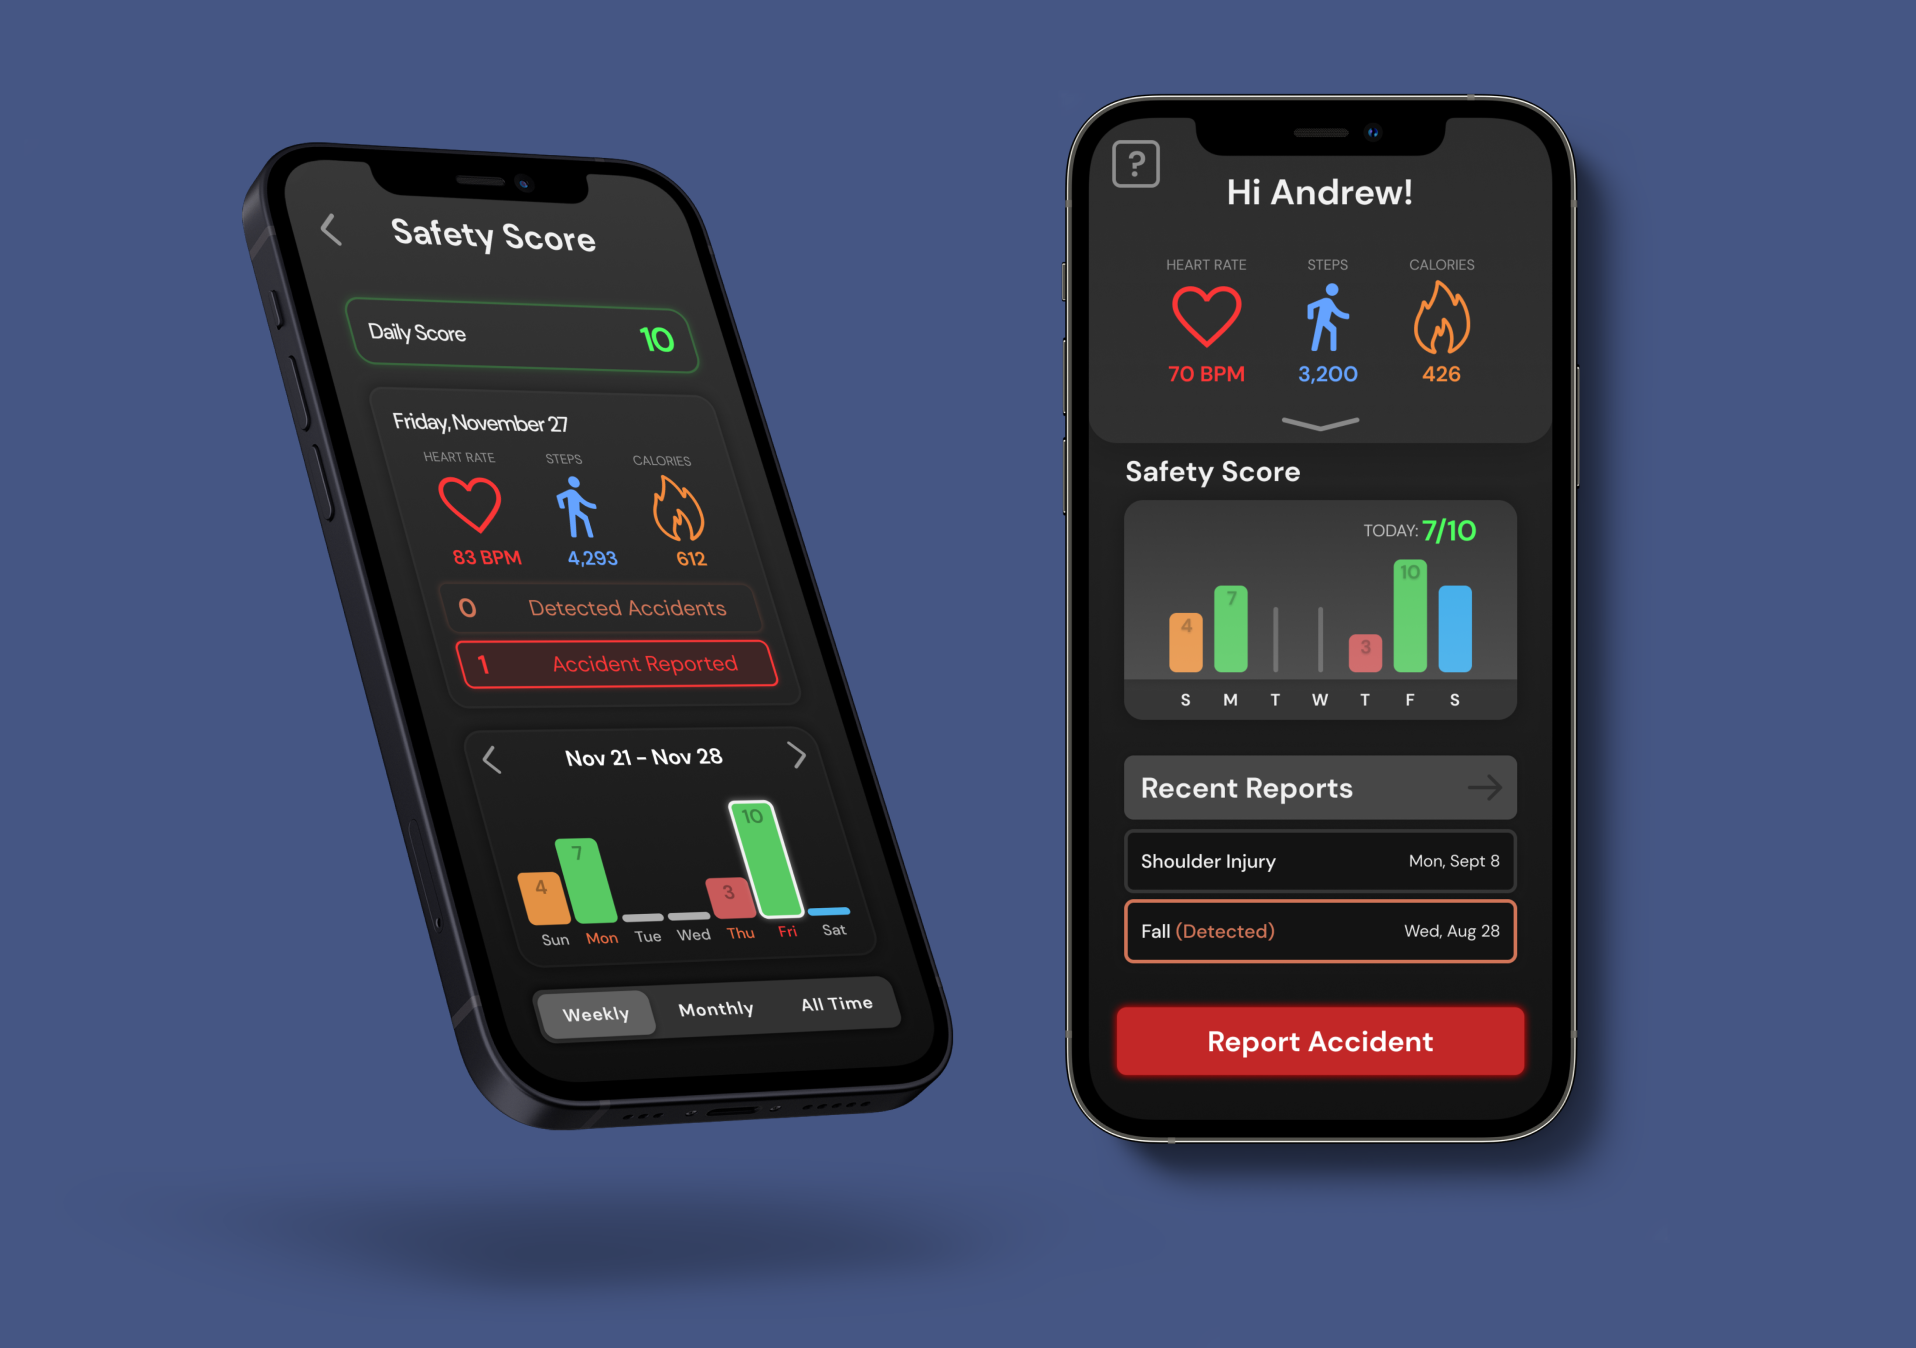 Safety Score
Daily Score 10
Friday, November 27
HEART RATE STEPS CALORIES
83 BPM 4,293 612
0 Detected Accidents
1 Accident Reported
Nov 21 - Nov 28
4 7 3 10
Sun Mon Tue Wed Thu Fri Sat
Weekly Monthly All Time
?
Hi Andrew!
HEART RATE STEPS CALORIES
70 BPM 3,200 426
Safety Score
TODAY: 7/10
4 7 3 10
S M T W T F S
Recent Reports
Shoulder Injury Mon, Sept 8
Fall (Detected) Wed, Aug 28
Report Accident